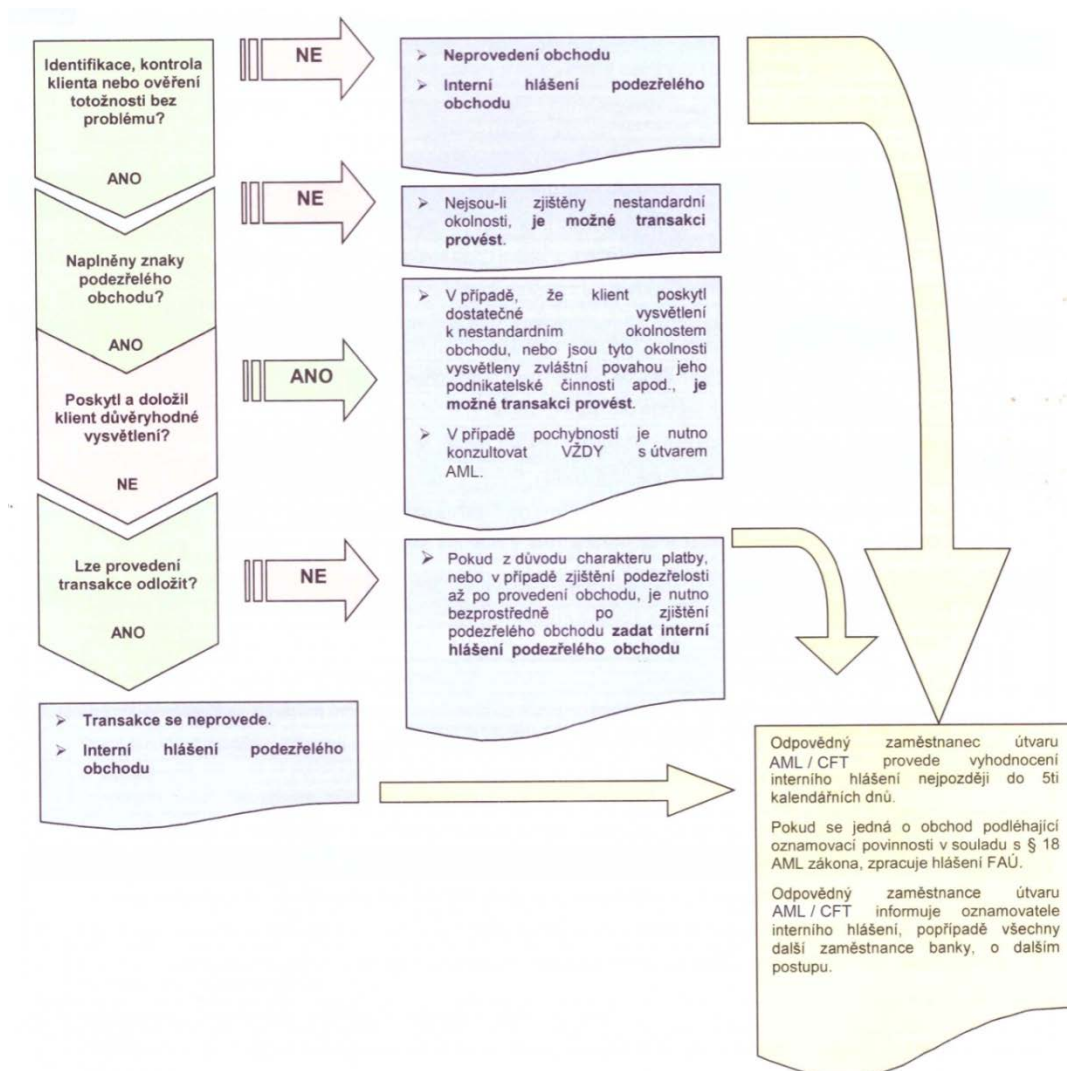 Identifikace, kontrola
klienta nebo ověření
totožnosti bez
problému?
ANO
NE
➢ Neprovedení obchodu
➢ Interní hlášení podezřelého
obchodu
Naplněny znaky
podezřelého
obchodu?
ANO
NE
➢ Nejsou-li zjištěny nestandardní
okolnosti, je možné transakci
provést.
Poskytl a doložil
klient důvěryhodné
vysvětlení?
NE
ANO
➢ V případě, že klient poskytl
dostatečné vysvětlení
k nestandardním okolnostem
obchodu, nebo jsou tyto okolnosti
vysvětleny zvláštní povahou jeho
podnikatelské činnosti apod., je
možné transakci provést.
➢ V případě pochybností je nutno
konzultovat VŽDY s útvarem
AML.
Lze provedení
transakce odložit?
ANO
NE
➢ Pokud z důvodu charakteru platby,
nebo v případě zjištění podezřelosti
až po provedení obchodu, je nutno
bezprostředně po zjištění
podezřelého obchodu zadat interní
hlášení podezřelého obchodu
➢ Transakce se neprovede.
➢ Interní hlášení podezřelého
obchodu
Odpovědný zaměstnanec útvaru
AML / CFT provede vyhodnocení
interního hlášení nejpozději do 5ti
kalendářních dnů.
Pokud se jedná o obchod podléhající
oznamovací povinnosti v souladu s § 18
AML zákona, zpracuje hlášení FAÚ.
Odpovědný zaměstnance útvaru
AML / CFT informuje oznamovatele
interního hlášení, popřípadě všechny
další zaměstnance banky, o dalším
postupu.